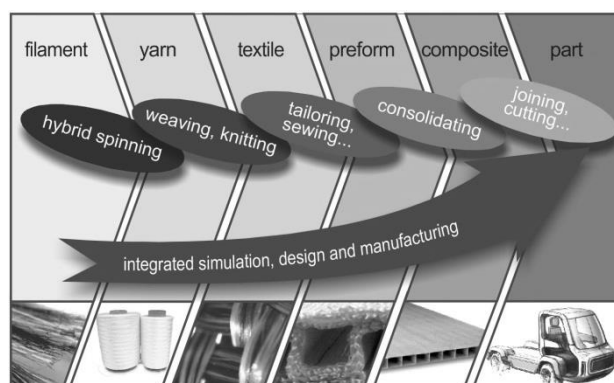 filament yarn textile preform composite part
hybrid spinning
weaving, knitting
tailoring,
sewing...
consolidating
joining,
cutting...
integrated simulation, design and manufacturing